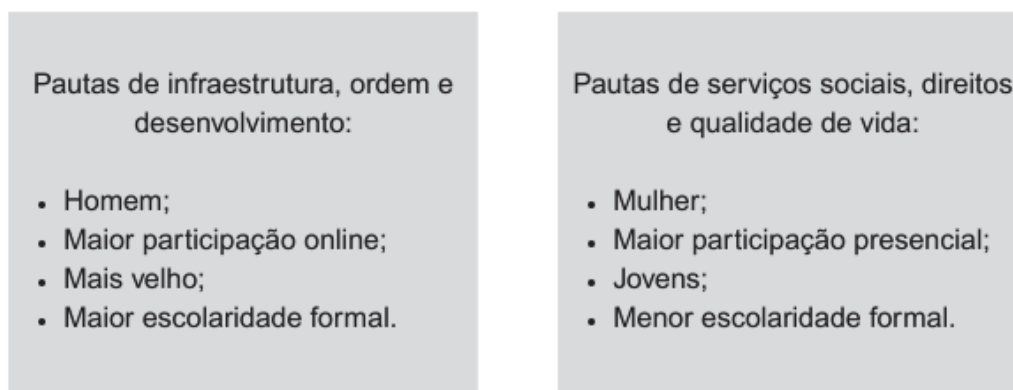 Pautas de infraestrutura, ordem e
desenvolvimento:
• Homem;
• Maior participação online;
• Mais velho;
• Maior escolaridade formal.
Pautas de serviços sociais, direitos
e qualidade de vida:
• Mulher;
• Maior participação presencial;
• Jovens;
• Menor escolaridade formal.